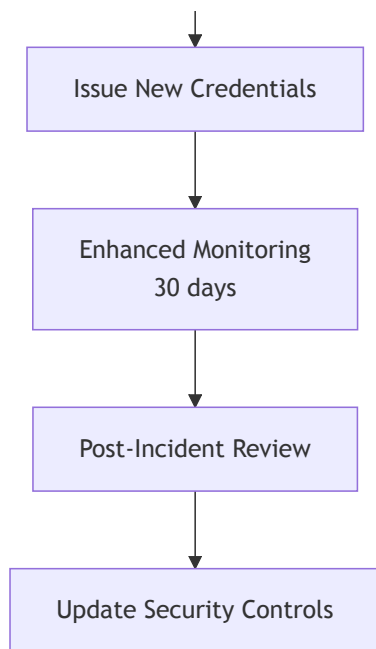 Issue New Credentials
Enhanced Monitoring
30 days
Post-Incident Review
Update Security Controls